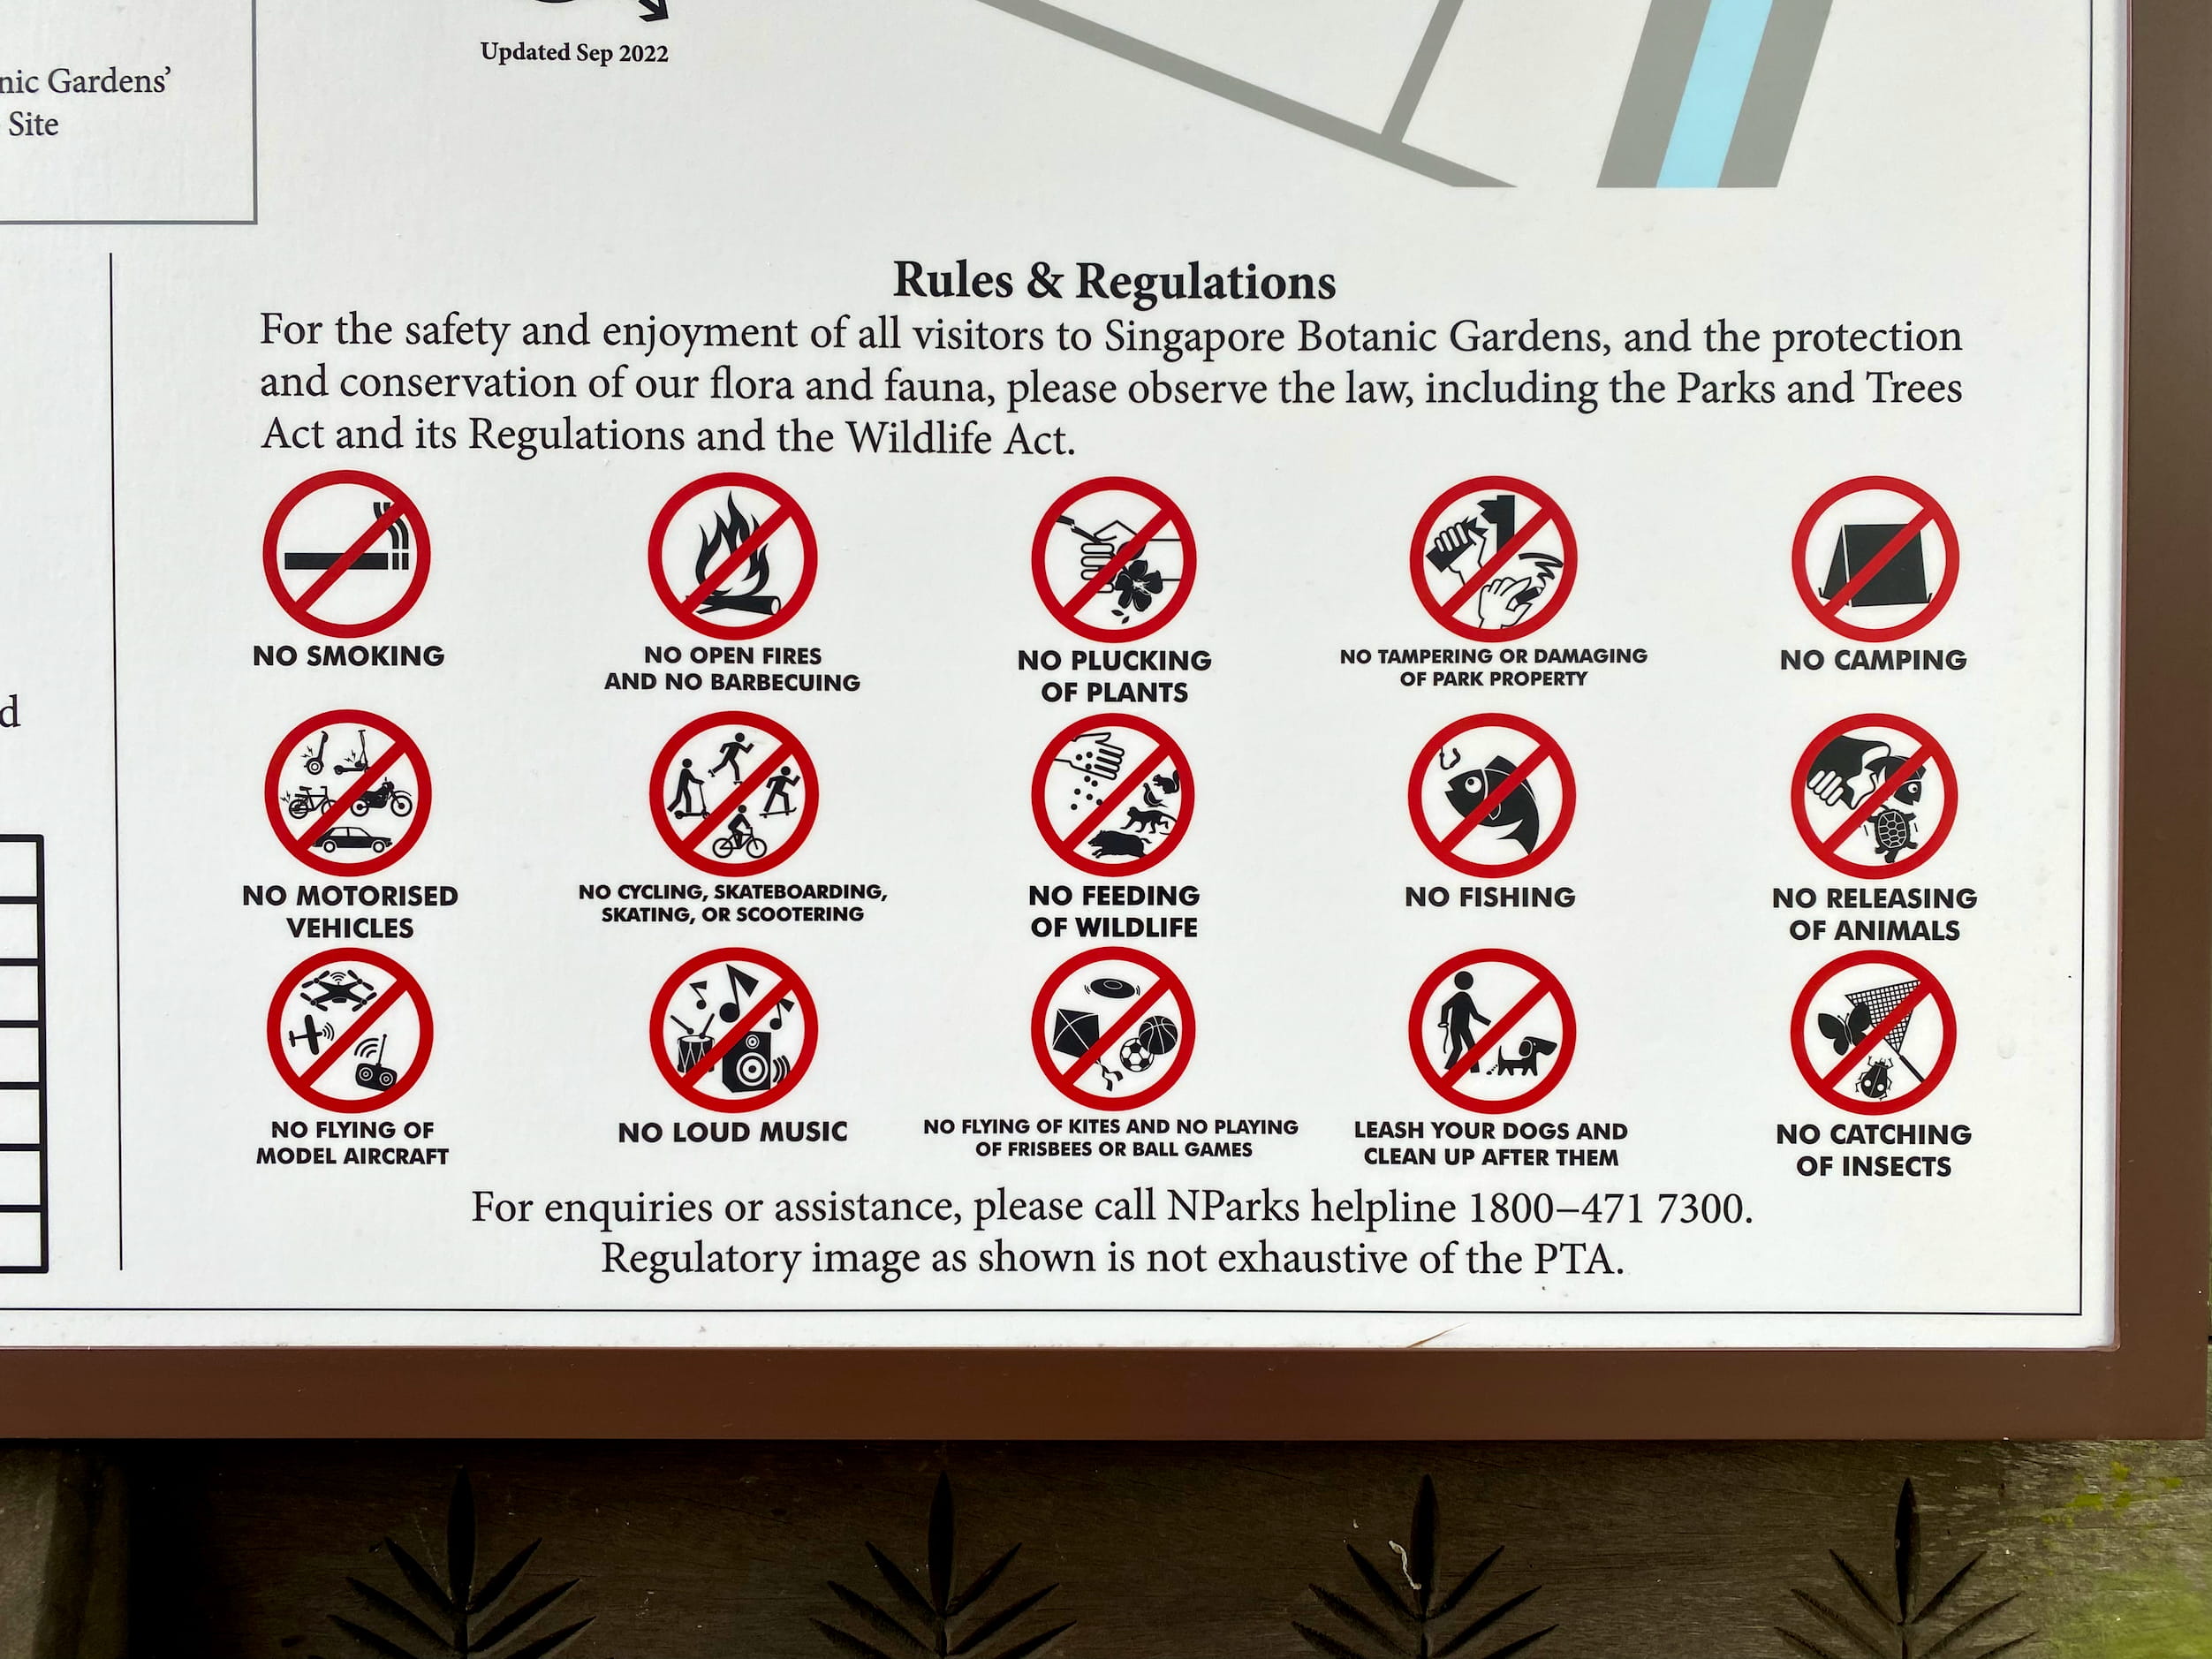 Updated Sep 2022
nic Gardens’
Site
d
Rules & Regulations
For the safety and enjoyment of all visitors to Singapore Botanic Gardens, and the protection
and conservation of our flora and fauna, please observe the law, including the Parks and Trees
Act and its Regulations and the Wildlife Act.
NO SMOKING
NO OPEN FIRES
AND NO BARBECUING
NO PLUCKING
OF PLANTS
NO TAMPERING OR DAMAGING
OF PARK PROPERTY
NO CAMPING
NO MOTORISED
VEHICLES
NO CYCLING, SKATEBOARDING,
SKATING, OR SCOOTERING
NO FEEDING
OF WILDLIFE
NO FISHING
NO RELEASING
OF ANIMALS
NO FLYING OF
MODEL AIRCRAFT
NO LOUD MUSIC
NO FLYING OF KITES AND NO PLAYING
OF FRISBEES OR BALL GAMES
LEASH YOUR DOGS AND
CLEAN UP AFTER THEM
NO CATCHING
OF INSECTS
For enquiries or assistance, please call NParks helpline 1800–471 7300.
Regulatory image as shown is not exhaustive of the PTA.